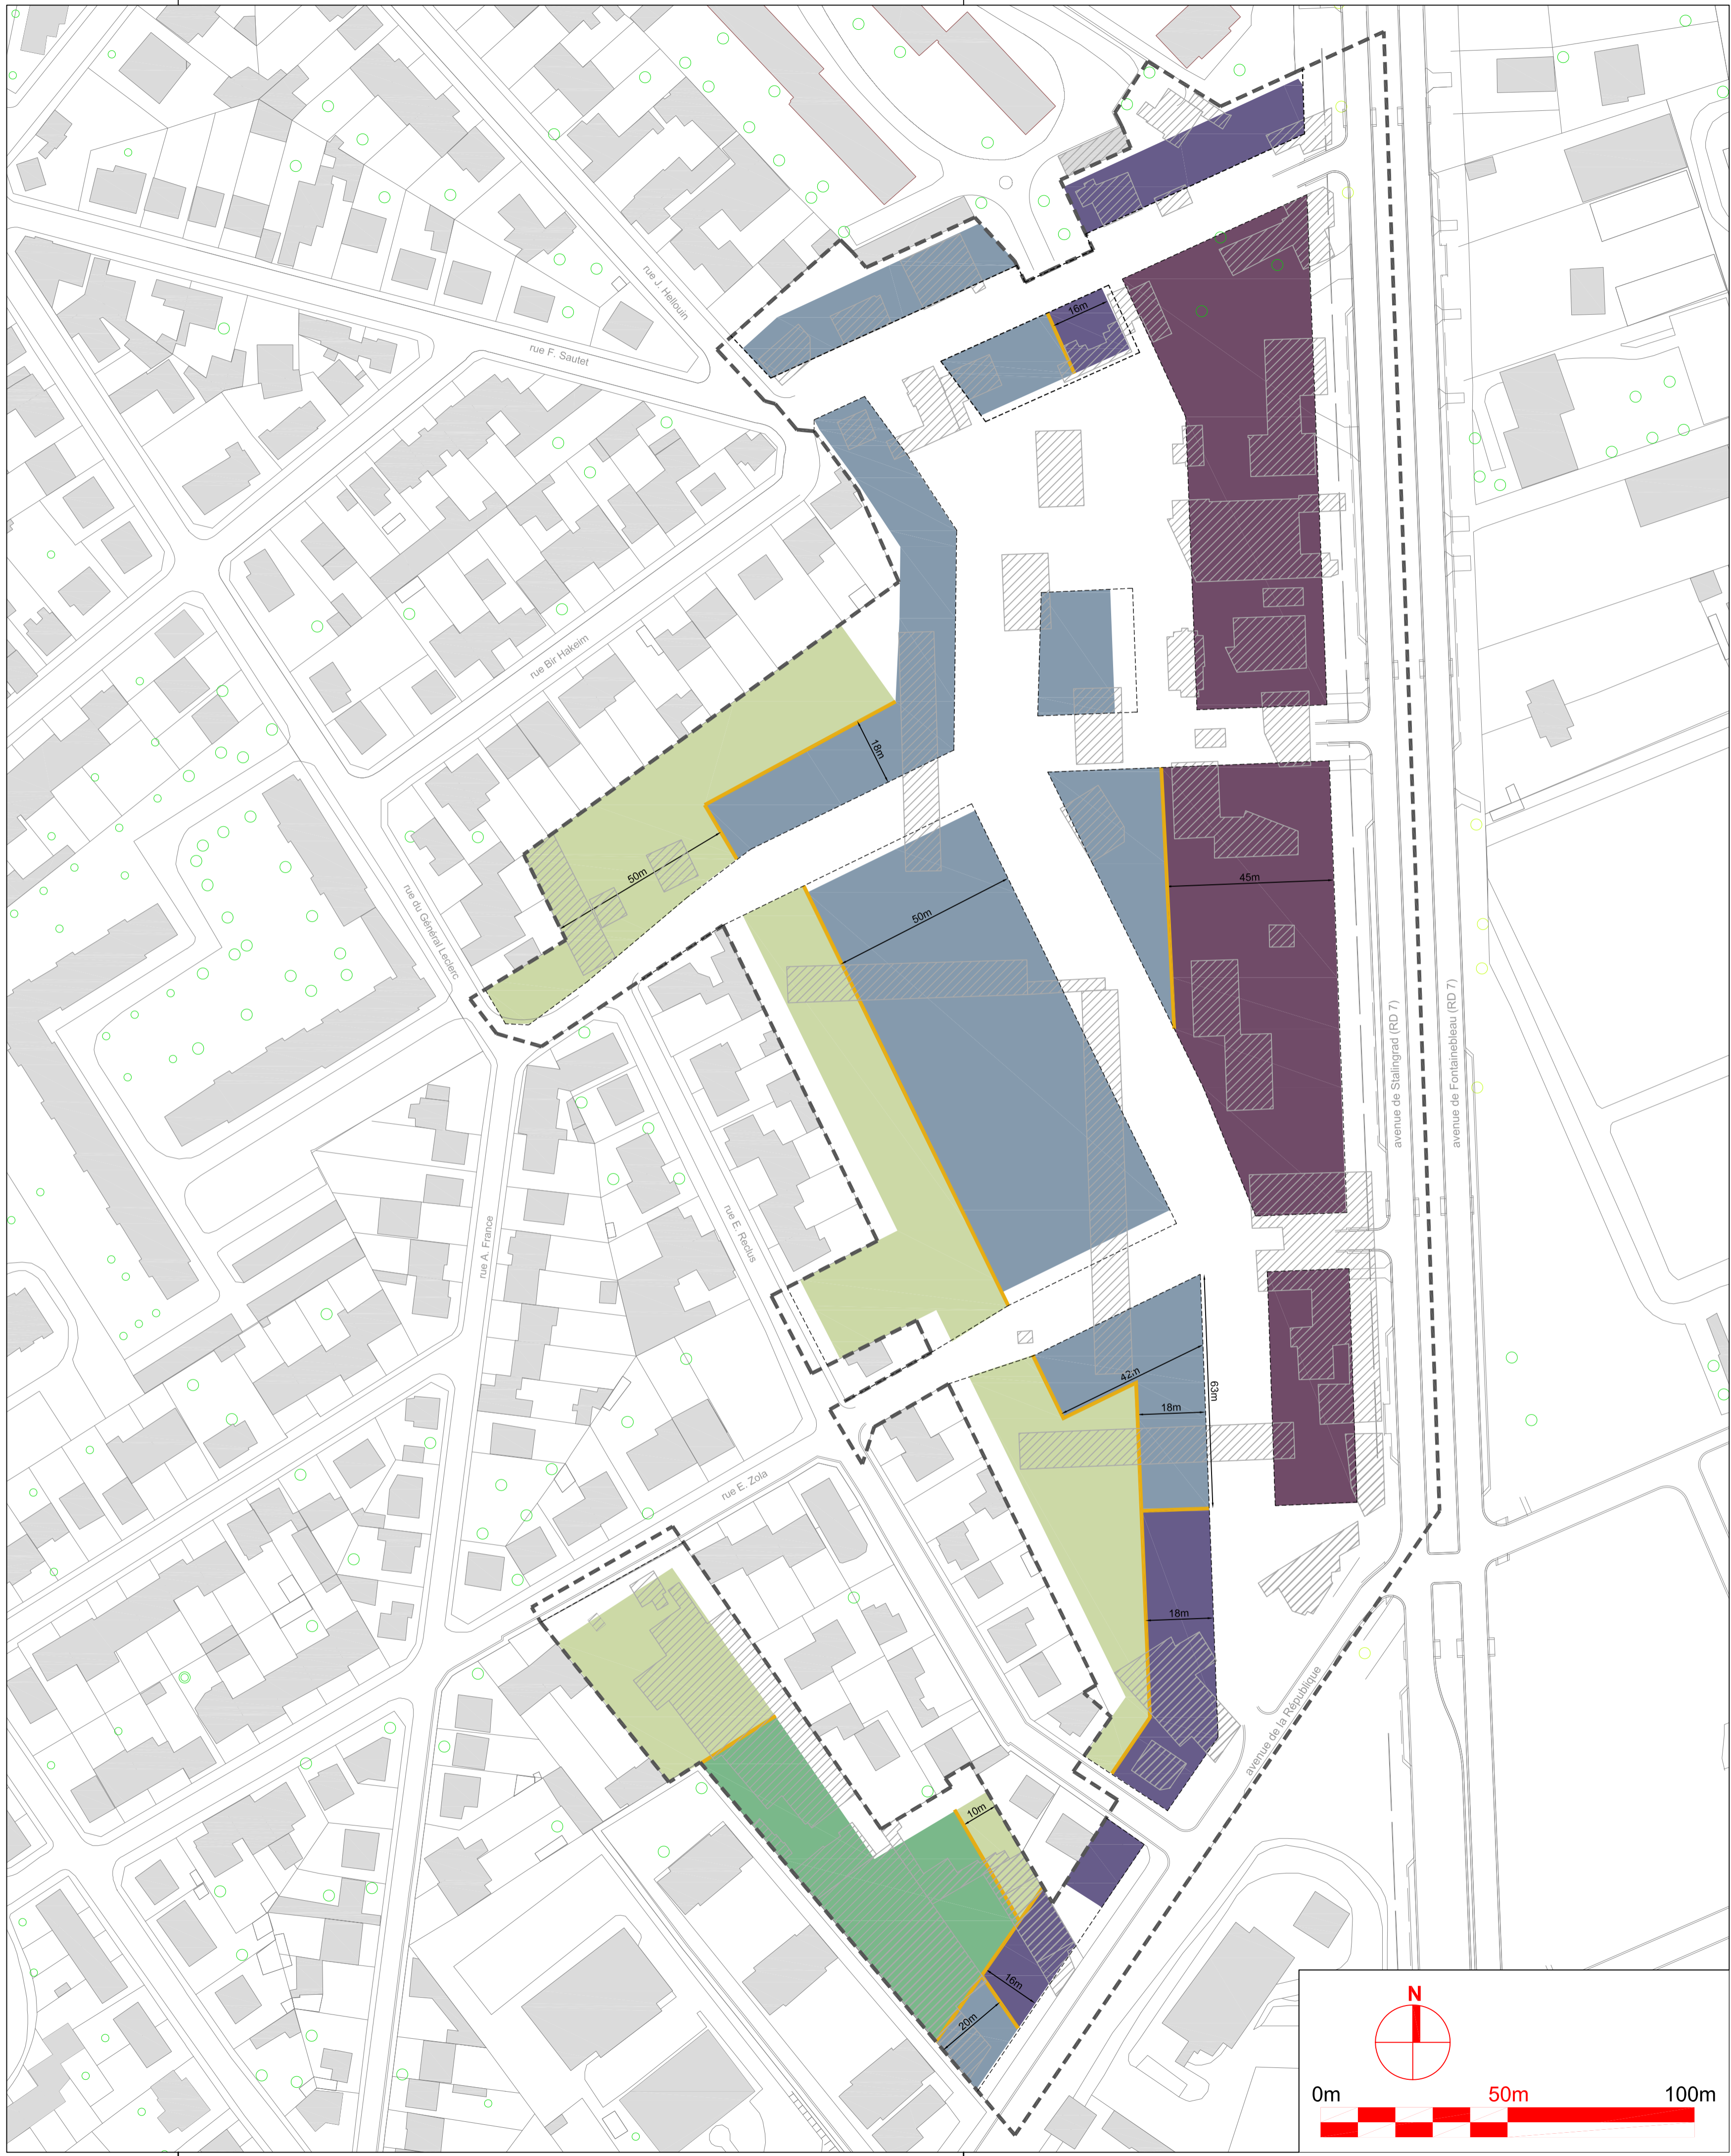 rue J. Hellouin
16m
rue F. Sautet
rue Bir Hakeim
18m
50m
rue du Général Leclerc
50m
45m
avenue de Stalingrad (RD 7)
avenue de Fontainebleau (RD 7)
rue A. France
rue E. Reclus
42m
63m
18m
rue E. Zola
18m
avenue de la République
10m
16m
20m
N
0m
50m
100m